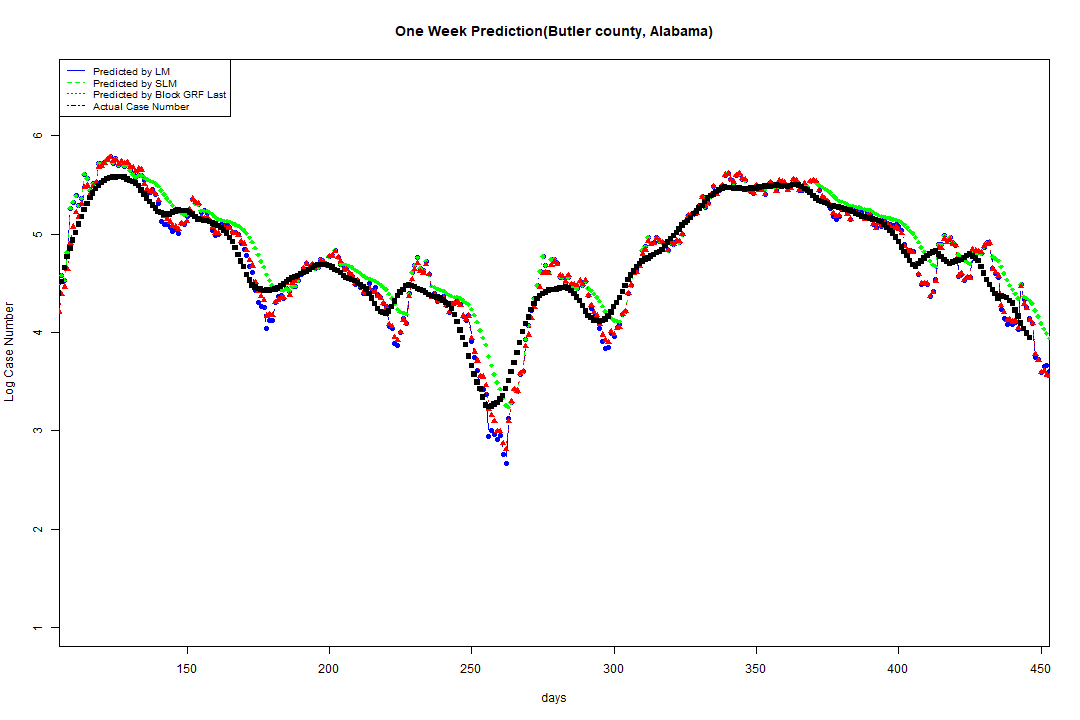 One Week Prediction(Butler county, Alabama)
Predicted by LM
Predicted by SLM
Predicted by Block GRF Last
Actual Case Number
6
5
4
3
2
1
Log Case Number
150 200 250 300 350 400 450
days